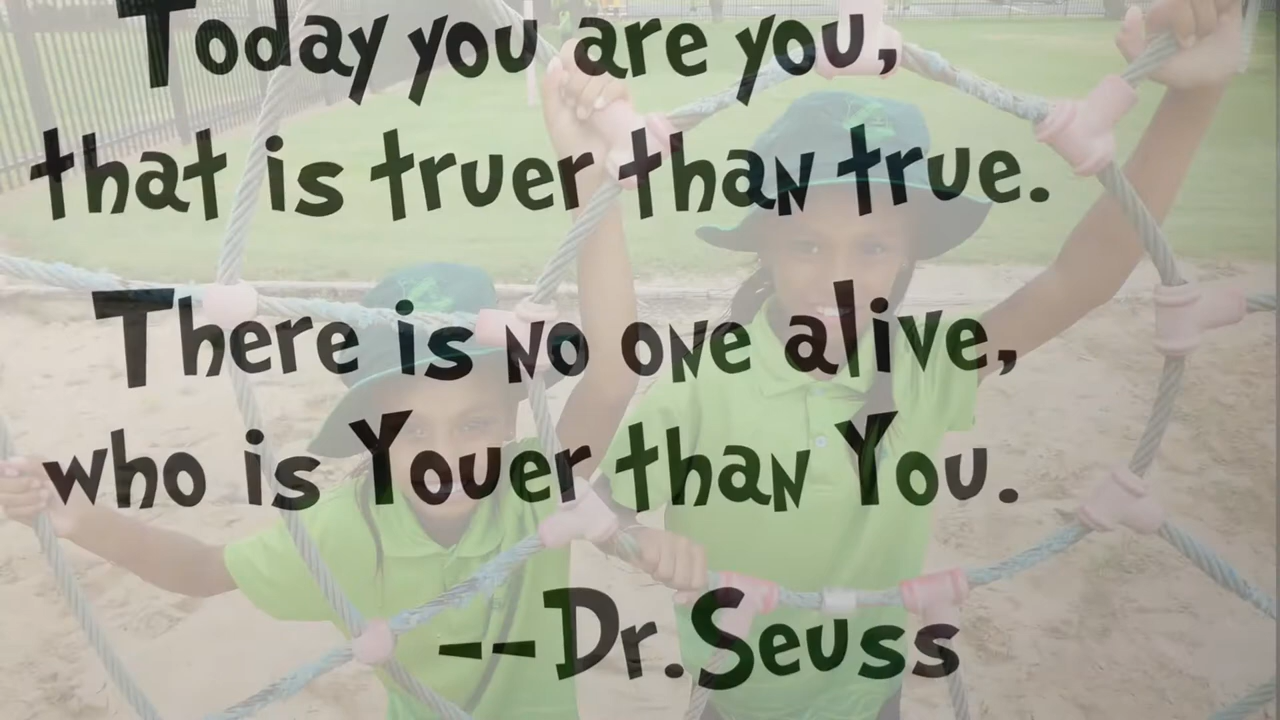 Today you are you,
that is truer than true.
There is no one alive,
who is Youer than You.
--Dr.Seuss